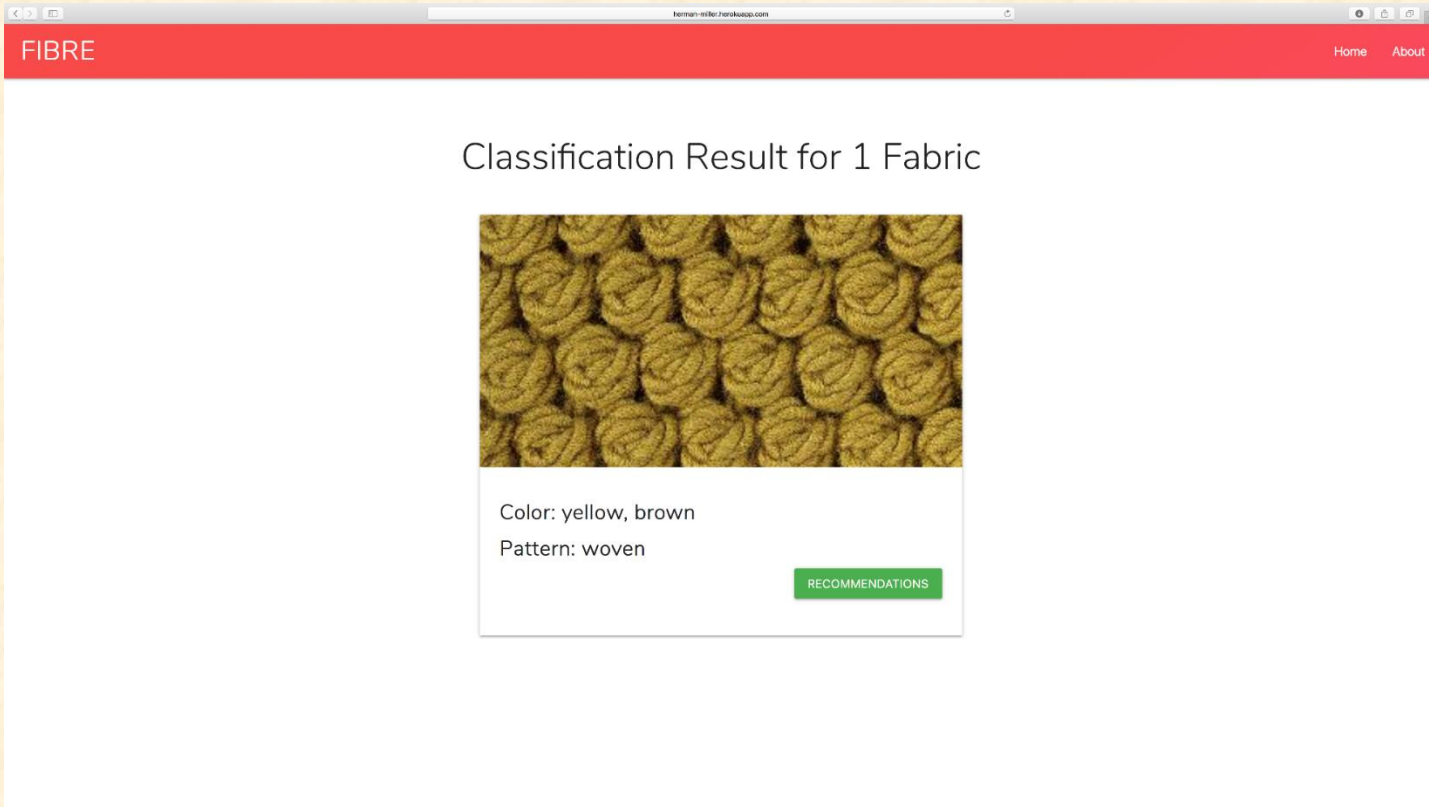 herman-miller.herokuapp.com
FIBRE
Home About
Classification Result for 1 Fabric
Color: yellow, brown
Pattern: woven
RECOMMENDATIONS